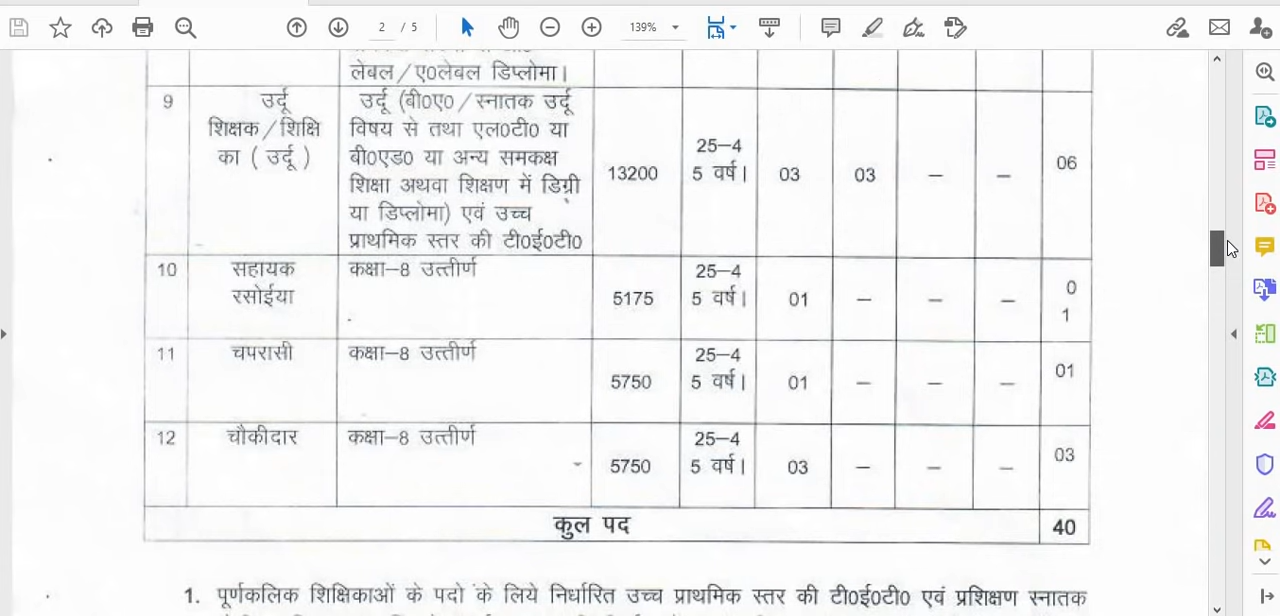 2 / 5
139%
लेबल/ए0लेबल डिप्लोमा।
9
उर्दू
शिक्षक/शिक्षि
का ( उर्दू )
उर्दू (बी0ए0/स्नातक उर्दू
विषय से तथा एल0टी0 या
बी0एड0 या अन्य समकक्ष
शिक्षा अथवा शिक्षण में डिग्री
या डिप्लोमा) एवं उच्च
प्राथमिक स्तर की टी0ई0टी0
13200
25–4
5 वर्ष।
03
03
–
–
06
10
सहायक
रसोईया
कक्षा–8 उत्तीर्ण
5175
25–4
5 वर्ष।
01
–
–
–
0
1
11
चपरासी
कक्षा–8 उत्तीर्ण
5750
25–4
5 वर्ष।
01
–
–
–
01
12
चौकीदार
कक्षा–8 उत्तीर्ण
5750
25–4
5 वर्ष।
03
–
–
–
03
कुल पद
40
1. पूर्णकलिक शिक्षिकाओं के पदो के लिये निर्धारित उच्च प्राथमिक स्तर की टी0ई0टी0 एवं प्रशिक्षण स्नातक